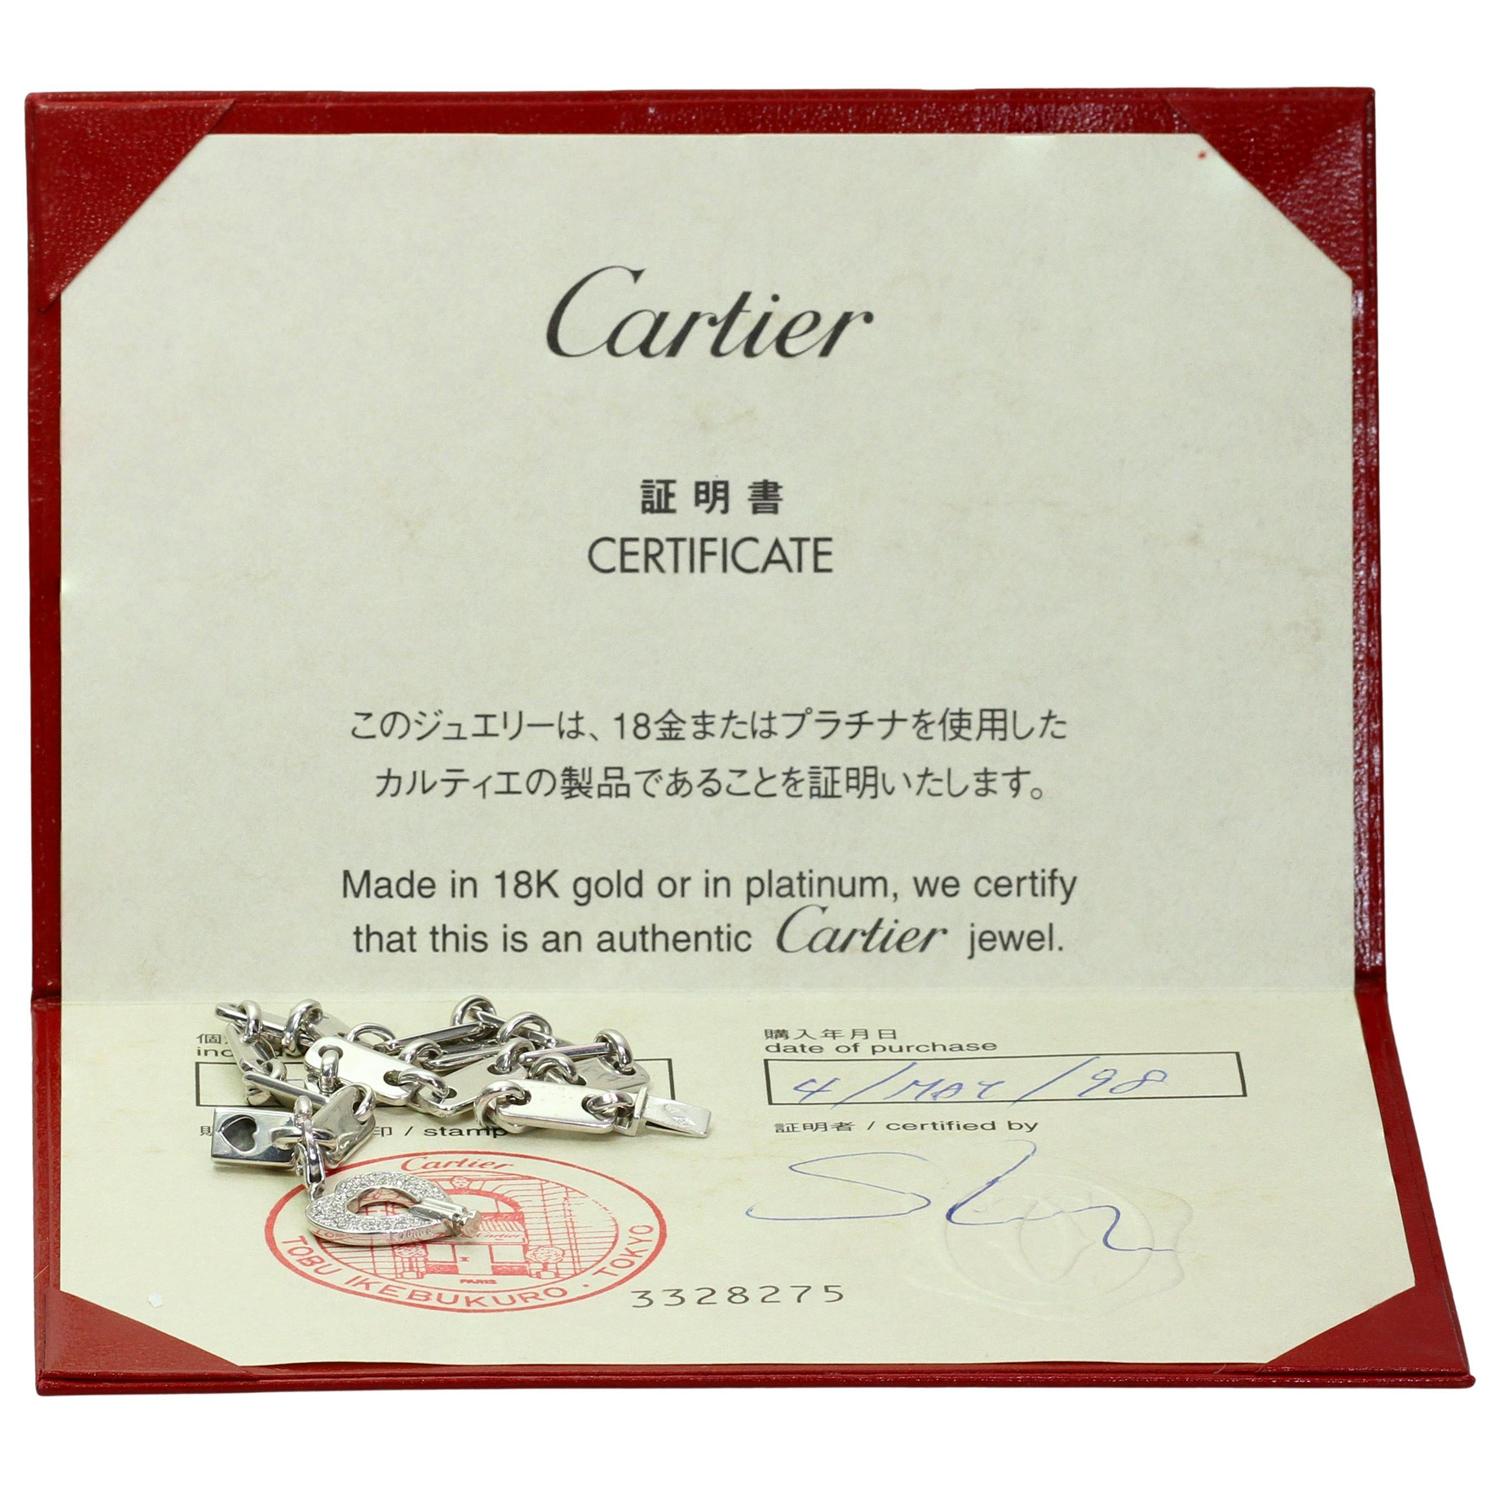 Cartier
証明書
CERTIFICATE
このジュエリーは、18金またはプラチナを使用した
カルティエの製品であることを証明いたします。
Made in 18K gold or in platinum, we certify
that this is an authentic Cartier jewel.
購入年月日
date of purchase
4/MAY/98
印 / stamp
証明者 / certified by
Cartier
Cartier
PARIS
TOBU IKEBUKURO · TOKYO
3328275